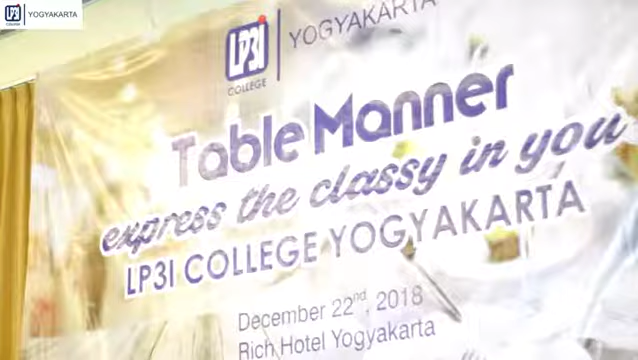 LP3I
COLLEGE
YOGYAKARTA
LP3I
COLLEGE
YOGYAKARTA
Table Manner
express the classy in you
LP3I COLLEGE YOGYAKARTA
December 22nd, 2018
Rich Hotel Yogyakarta